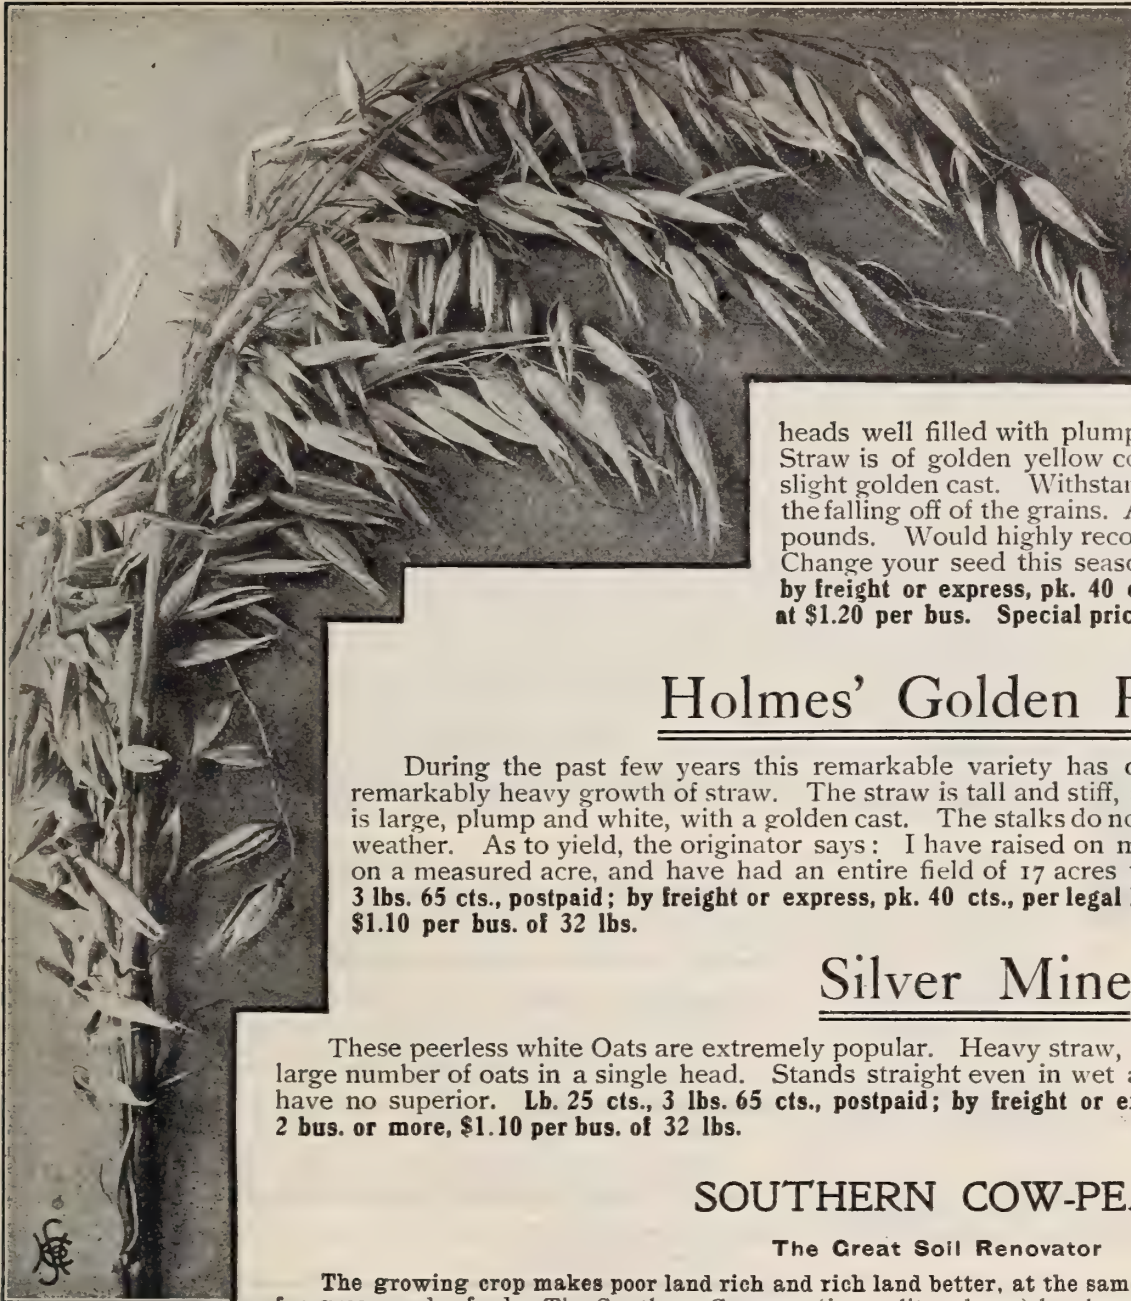 heads well filled with plump
Straw is of golden yellow
slight golden cast. 
the falling off of the grains.
pounds. Would highly
Change your seed this
by freight or express, pk. 40
at $1.20 per bus. Special
Holmes' Golden
During the past few years this remarkable variety has
remarkably heavy growth of straw. The straw is tall and stiff,
is large, plump and white, with a golden cast. The stalks do
weather. As to yield, the originator says: I have raised on
on a measured acre, and have had an entire field of 17 acres
3 lbs. 65 cts., postpaid; by freight or express, pk. 40 cts., per legal
$1.10 per bus. of 32 lbs.
Silver Mine
These peerless white Oats are extremely popular. Heavy straw,
large number of oats in a single head. Stands straight even in wet
have no superior. Lb. 25 cts., 3 lbs. 65 cts., postpaid; by freight or
2 bus. or more, $1.10 per bus. of 32 lbs.
SOUTHERN
The Great Soil Renovator
The growing crop makes poor land rich and rich land better, at the